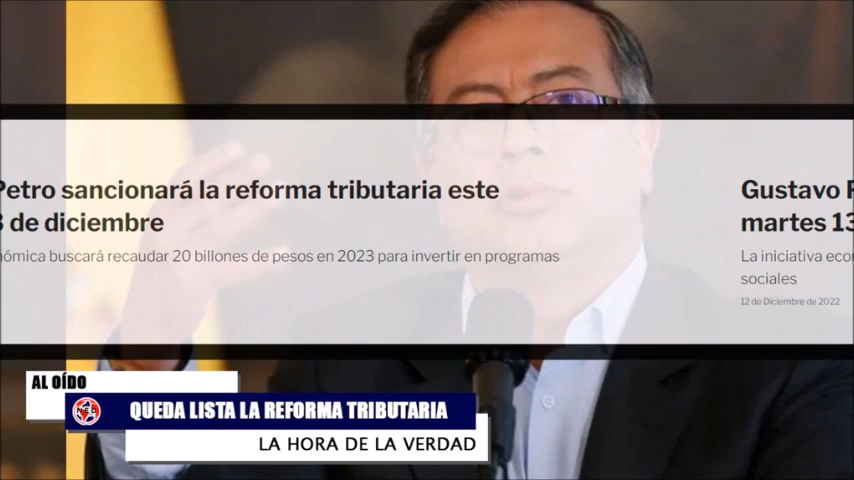 Petro sancionará la reforma tributaria este
3 de diciembre
nómica buscará recaudar 20 billones de pesos en 2023 para invertir en programas
Gustavo P
martes 13
La iniciativa econ
sociales
12 de Diciembre de 2022
AL OÍDO
QUEDA LISTA LA REFORMA TRIBUTARIA
LA HORA DE LA VERDAD